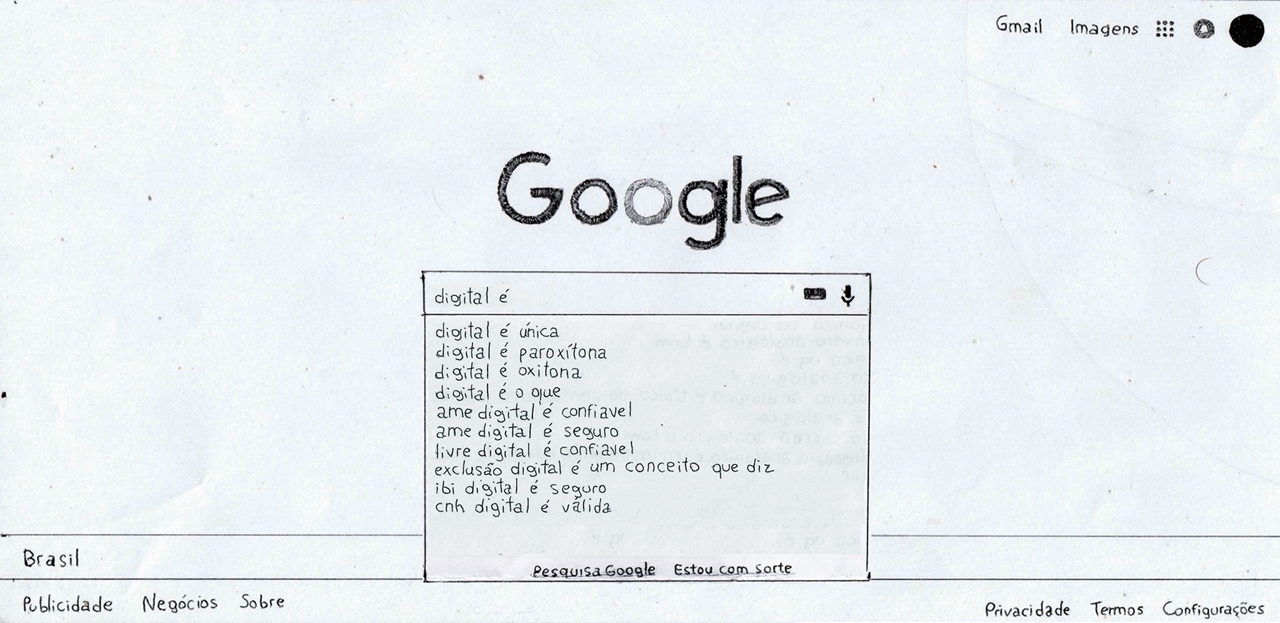 Gmail Imagens
Google
digital é
digital é única
digital é paroxítona
digital é oxitona
digital é o que
ame digital é confiavel
ame digital é seguro
livre digital é confiavel
exclusão digital é um conceito que diz
ibi digital é seguro
cnh digital é válida
Pesquisa Google Estou com Sorte
Brasil
Publicidade Negócios Sobre
Privacidade Termos Configurações